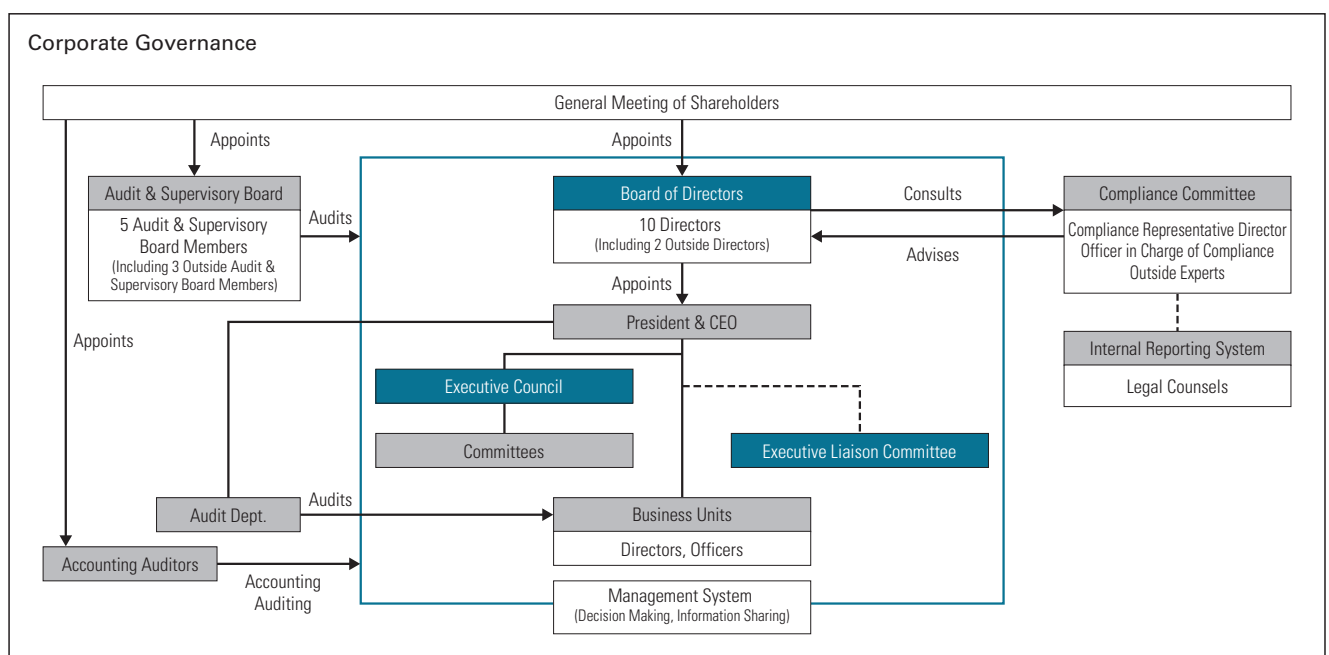 Corporate Governance
General Meeting of Shareholders
Appoints
Appoints
Audit & Supervisory Board
5 Audit & Supervisory
Board Members
(Including 3 Outside Audit &
Supervisory Board Members)
Audits
Board of Directors
10 Directors
(Including 2 Outside Directors)
Consults
Advises
Compliance Committee
Compliance Representative Director
Officer in Charge of Compliance
Outside Experts
Appoints
President & CEO
Appoints
Internal Reporting System
Legal Counsels
Executive Council
Committees
Executive Liaison Committee
Audit Dept.
Audits
Business Units
Directors, Officers
Accounting Auditors
Accounting
Auditing
Management System
(Decision Making, Information Sharing)